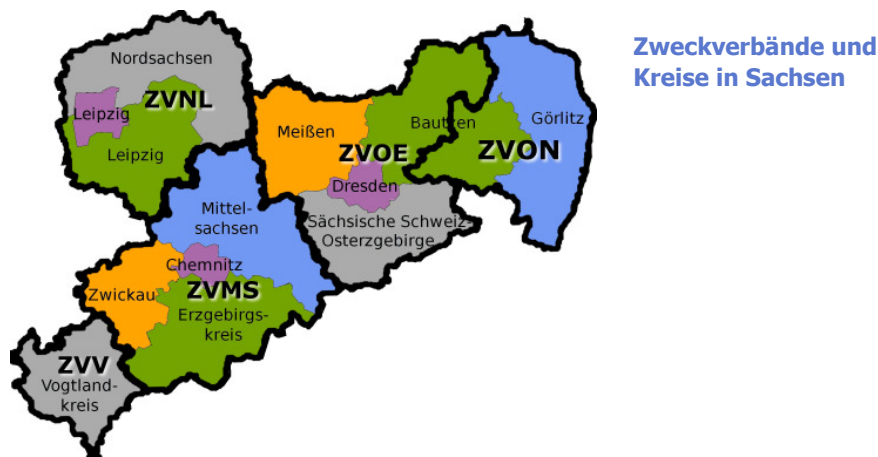 Zweckverbände und
Kreise in Sachsen
Nordsachsen
ZVNL
Leipzig
Leipzig
Meißen
Bautzen
Görlitz
ZVOE
ZVON
Dresden
Sächsische Schweiz-
Osterzgebirge
Mittel-
sachsen
Chemnitz
Zwickau
ZVMS
Erzgebirgs-
kreis
ZVV
Vogtland-
kreis